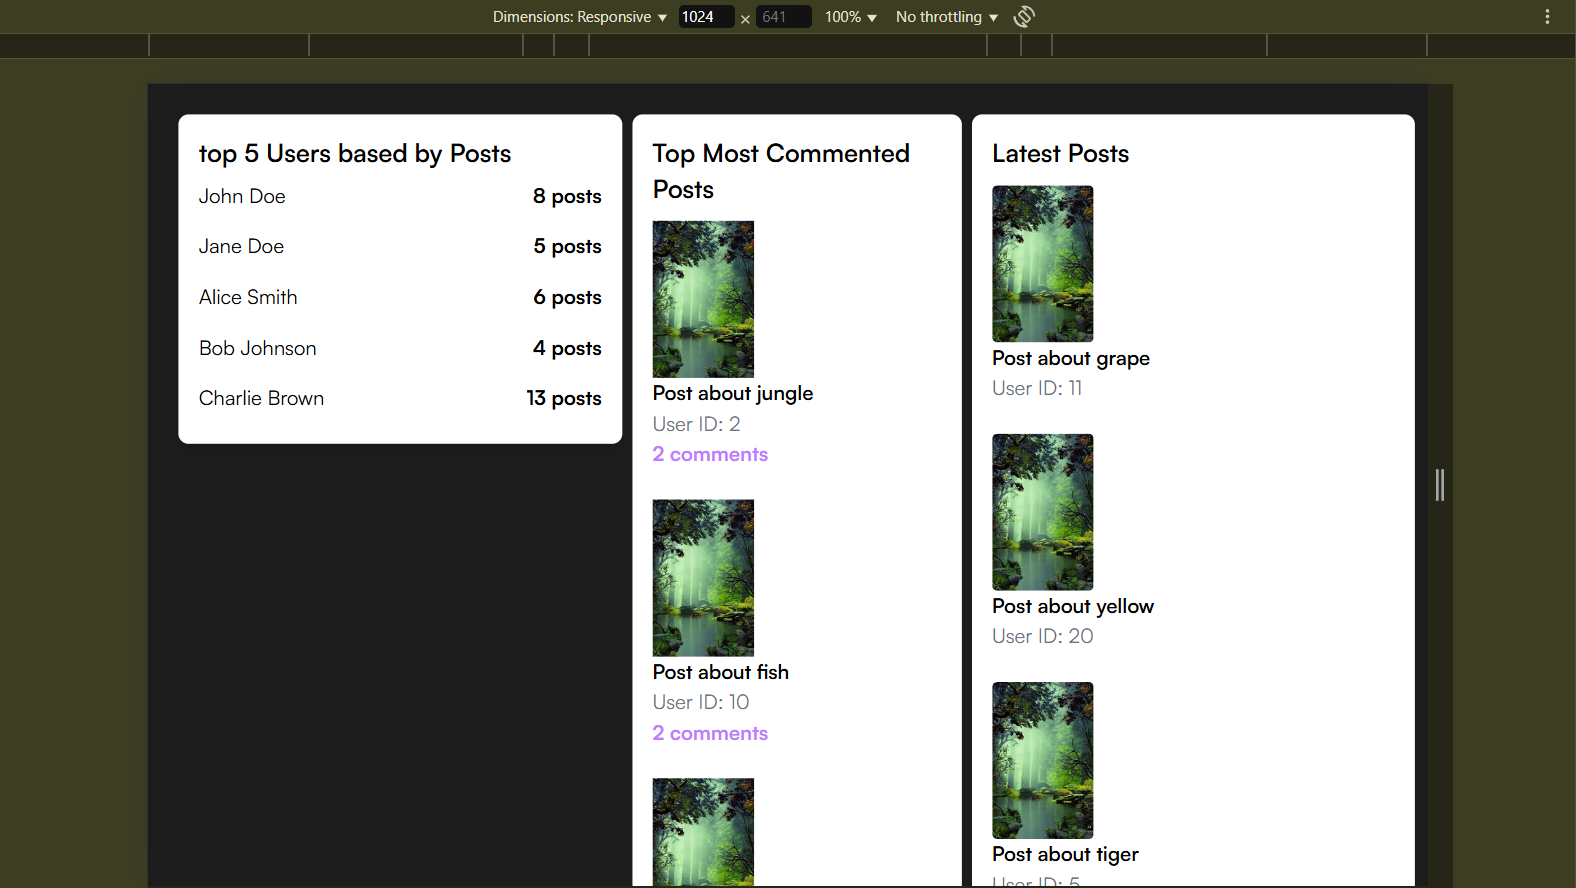 Dimensions: Responsive ▼ 1024 × 641 100% ▼ No throttling ▼
top 5 Users based by Posts
John Doe 8 posts
Jane Doe 5 posts
Alice Smith 6 posts
Bob Johnson 4 posts
Charlie Brown 13 posts
Top Most Commented
Posts
Post about jungle
User ID: 2
2 comments
Post about fish
User ID: 10
2 comments
Latest Posts
Post about grape
User ID: 11
Post about yellow
User ID: 20
Post about tiger
User ID: 5